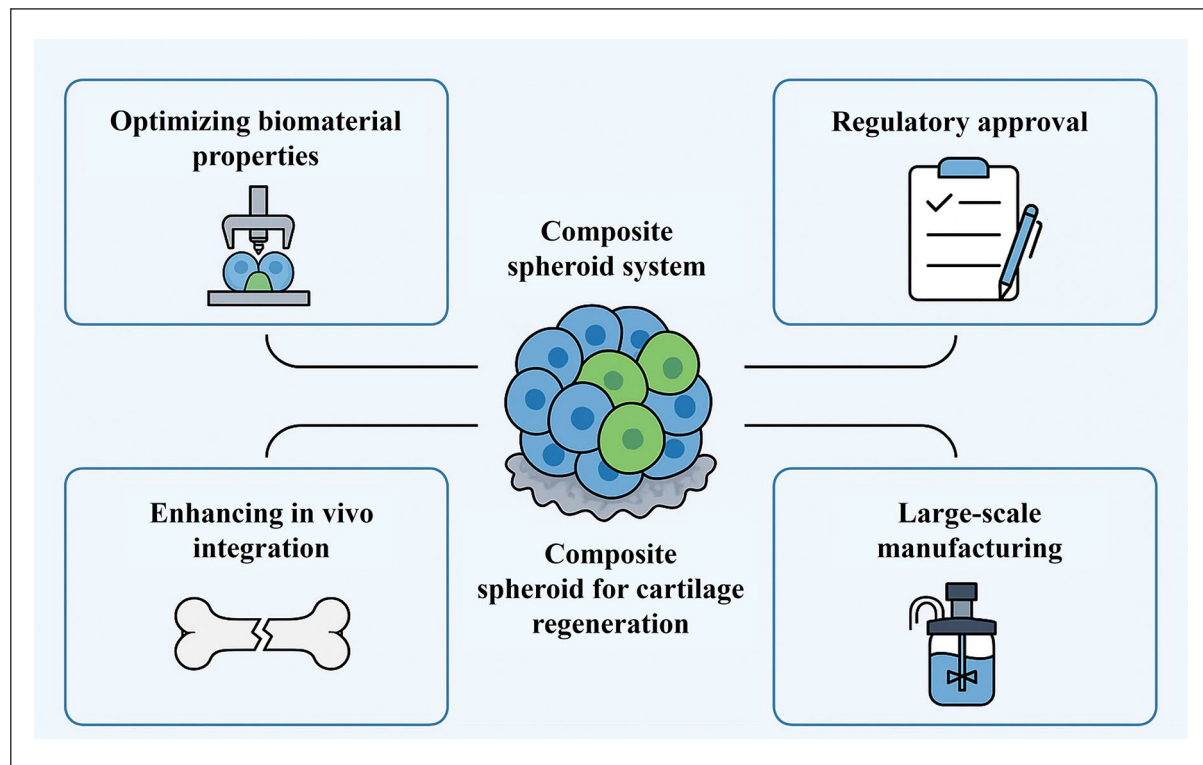 Optimizing biomaterial
properties
Regulatory approval
Composite
spheroid system
Enhancing in vivo
integration
Composite
spheroid for cartilage
regeneration
Large-scale
manufacturing